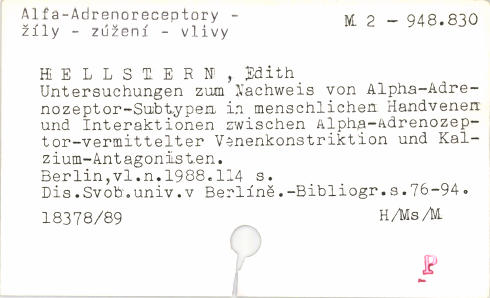 Alfa-Adrenoreceptory -
žíly - zúžení - vlivy
M 2 - 948.830
H E L L S T E R N , Edith
Untersuchungen zum Nachweis von Alpha-Adre-
nozeptor-Subtypen in menschlichen Handvenen
und Interaktionen zwischen Alpha-Adrenozep-
tor-vermittelter Venenkonstriktion und Kal-
zium-Antagonisten.
Berlin,vl.n.1988.114 s.
Dis.Svob.univ.v Berlíně.-Bibliogr.s.76-94.
18378/89
H/Ms/M
P